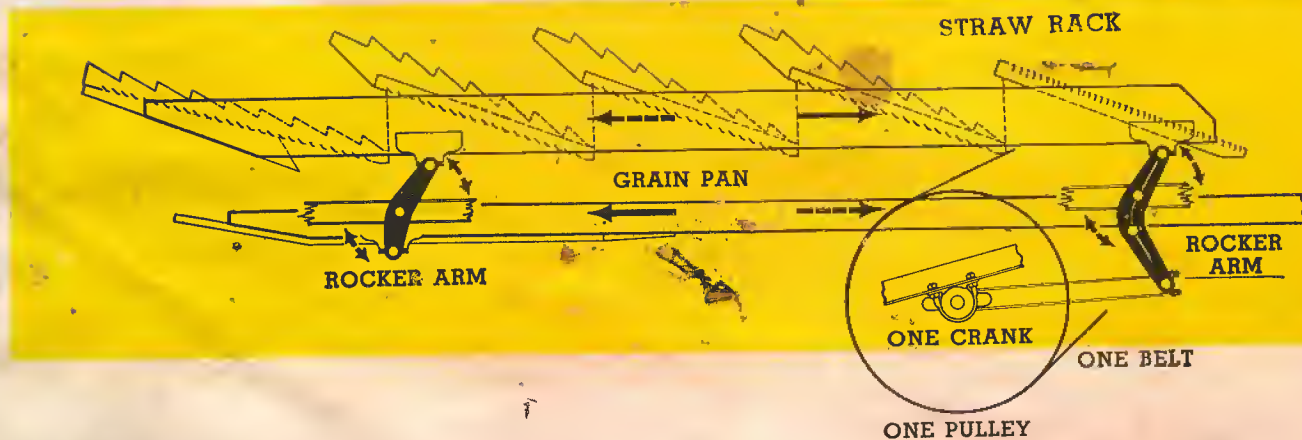 STRAW RACK
GRAIN PAN
ROCKER ARM
ROCKER
ARM
ONE CRANK
ONE BELT
ONE PULLEY